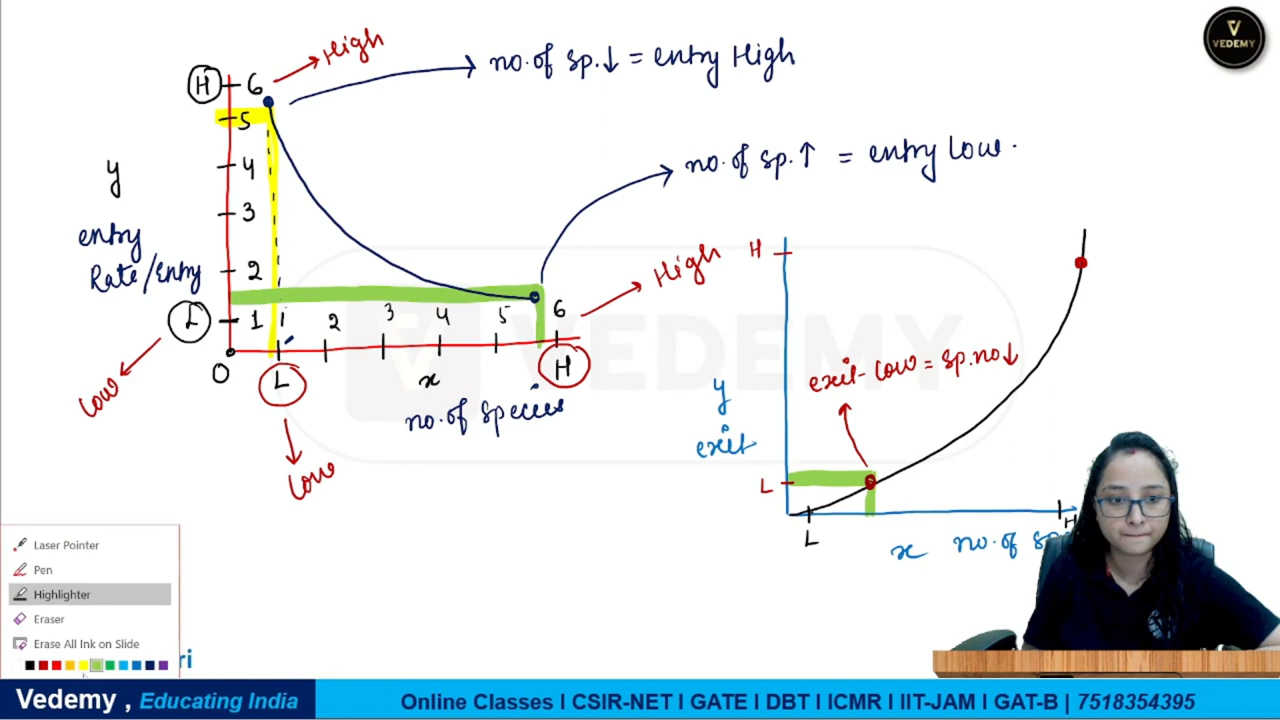 VEDEMY
H 6 High
no. of sp.↓ = entry High
5
4
3
2
1
y
entry
Rate/entry
L
Low
no. of sp.↑ = entry Low.
High
0
1 2 3 4 5 6
L x H
no. of species
Low
VEDEMY
H
exit-Low = sp.no↓
y
exit
L
L H
x no. of sp
Laser Pointer
Pen
Highlighter
Eraser
Erase All Ink on Slide
ri
Vedemy , Educating India
Online Classes I CSIR-NET I GATE I DBT I ICMR I IIT-JAM I GAT-B | 7518354395